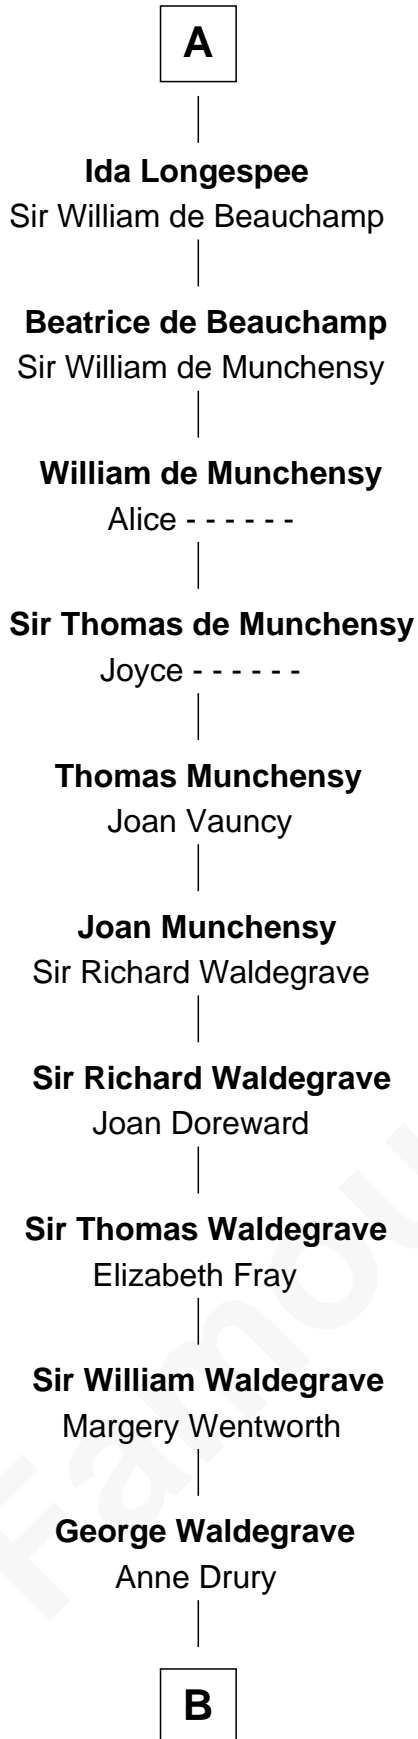 A
Ida Longespee
Sir William de Beauchamp
Beatrice de Beauchamp
Sir William de Munchensy
William de Munchensy
Alice - - - - - -
Sir Thomas de Munchensy
Joyce - - - - - -
Thomas Munchensy
Joan Vauncy
Joan Munchensy
Sir Richard Waldegrave
Sir Richard Waldegrave
Joan Doreward
Sir Thomas Waldegrave
Elizabeth Fray
Sir William Waldegrave
Margery Wentworth
George Waldegrave
Anne Drury
B